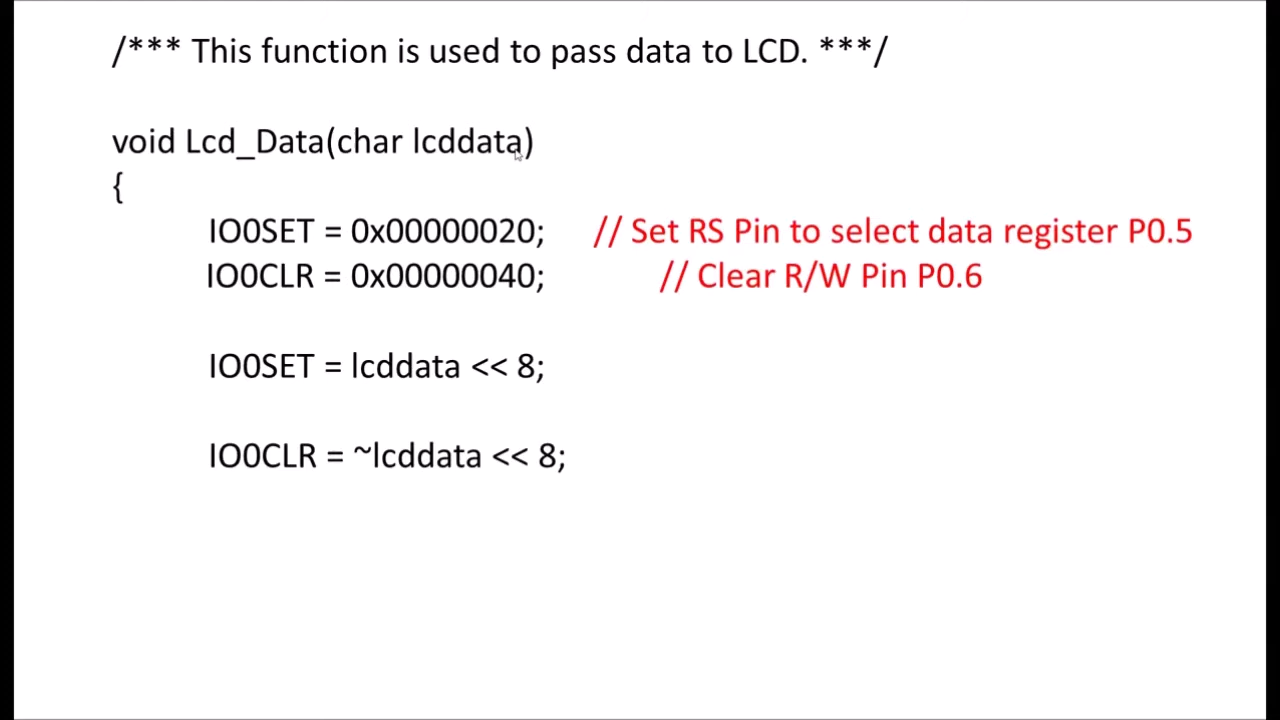 /*** This function is used to pass data to LCD. ***/
void Lcd_Data(char lcddata)
{
IO0SET = 0x00000020; // Set RS Pin to select data register P0.5
IO0CLR = 0x00000040; // Clear R/W Pin P0.6
IO0SET = lcddata << 8;
IO0CLR = ~lcddata << 8;